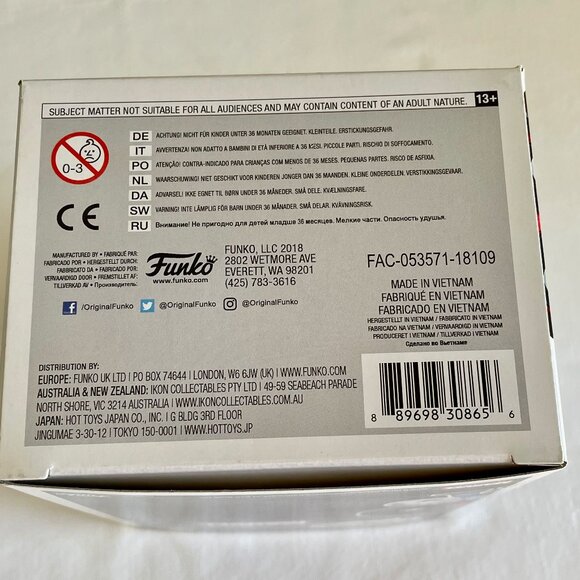 SUBJECT MATTER NOT SUITABLE FOR ALL AUDIENCES AND MAY CONTAIN CONTENT OF AN ADULT NATURE. 13+
0-3
DE ACHTUNG! NICHT FÜR KINDER UNTER 36 MONATEN GEEIGNET. KLEINTEILE. ERSTICKUNGSGEFAHR.
IT AVVERTENZA! NON ADATTO A BAMBINI DI ETÀ INFERIORE A 36 MESI. PICCOLE PARTI. RISCHIO DI SOFFOCAMENTO.
PO ATENÇÃO! CONTRA-INDICADO PARA CRIANÇAS COM MENOS DE 36 MESES. PEQUENAS PARTES. RISCO DE ASFIXIA.
NL WAARSCHUWING! NIET GESCHIKT VOOR KINDEREN JONGER DAN 36 MAANDEN. KLEINE ONDERDELEN. VERSTIKKINGSGEVAAR.
DA ADVARSEL! IKKE EGNET TIL BØRN UNDER 36 MÅNEDER. SMÅ DELE. KVÆLNINGSFARE.
SW VARNING! INTE LÄMPLIG FÖR BARN UNDER 36 MÅNADER. SMÅ DELAR. KVÄVNINGSRISK.
RU Внимание! Не пригодно для детей младше 36 месяцев. Мелкие части. Опасность удушья.
CE
MANUFACTURED BY • FABRIQUÉ PAR:
FABRICADO POR • HERGESTELLT DURCH:
FABBRICATO DA • FABRICADO POR:
VERVAARDIGD DOOR • FREMSTILLET AF:
TILLVERKAD AV • Производитель:
Funko
www.funko.com
FUNKO, LLC 2018
2802 WETMORE AVE
EVERETT, WA 98201
(425) 783-3616
FAC-053571-18109
MADE IN VIETNAM
FABRIQUÉ EN VIETNAM
FABRICADO EN VIETNAM
HERGESTELLT IN VIETNAM / FABBRICATO IN VIETNAM
FABRICADO NA VIETNAM / VERVAARDIGD IN VIETNAM
PRODUCERET I VIETNAM / TILLVERKAD I VIETNAM
Сделано во Вьетнаме
/OriginalFunko @OriginalFunko @OriginalFunko
DISTRIBUTION BY:
EUROPE: FUNKO UK LTD | PO BOX 74644 | LONDON, W6 6JW (UK) | WWW.FUNKO.COM
AUSTRALIA & NEW ZEALAND: IKON COLLECTABLES PTY LTD | 49-59 SEABEACH PARADE
NORTH SHORE, VIC 3214 AUSTRALIA | WWW.IKONCOLLECTABLES.COM.AU
JAPAN: HOT TOYS JAPAN CO., INC. | G BLDG 3RD FLOOR
JINGUMAE 3-30-12 | TOKYO 150-0001 | WWW.HOTTOYS.JP
8 89698 30865 6